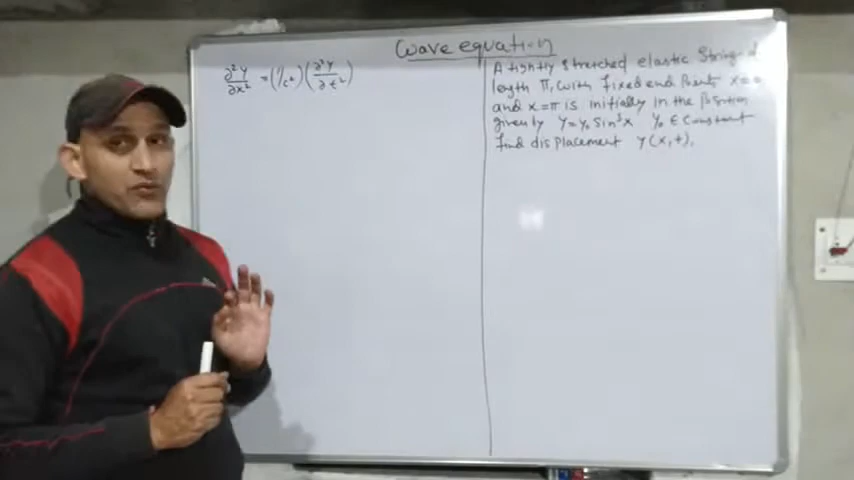 Wave equation
∂²y/∂x² = (1/c²) (∂²y/∂t²)
A tightly stretched elastic string of
length π, with fixed end Points x=0
and x=π is initially in the position
given by y=y₀ sin³x y₀ ∈ constant
find displacement y(x,t).